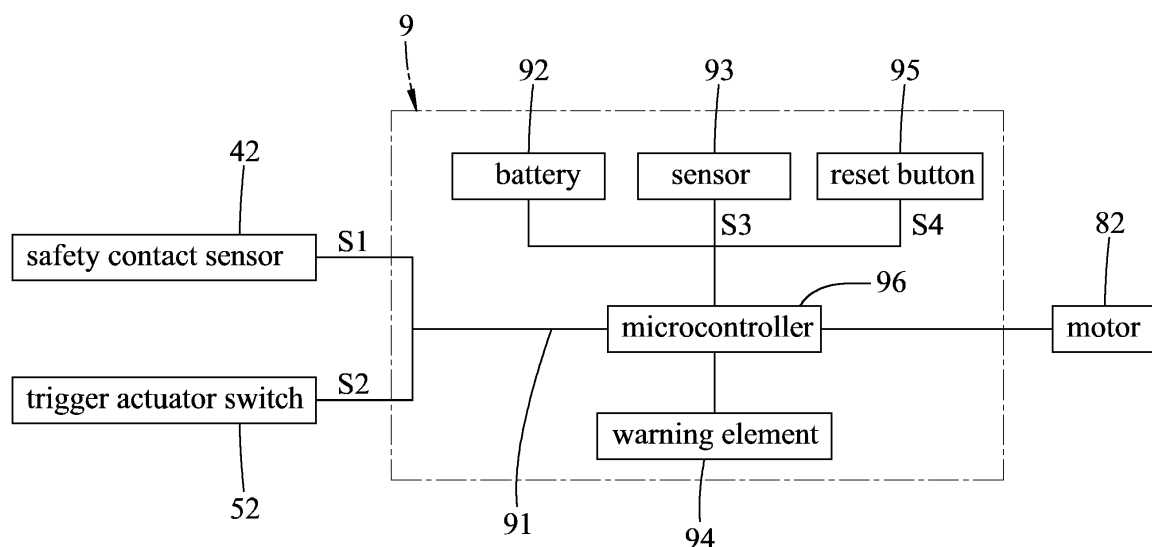 9
92
93
95
42
battery
sensor
reset button
82
safety contact sensor
S1
S3
S4
96
microcontroller
motor
trigger actuator switch
S2
warning element
52
91
94